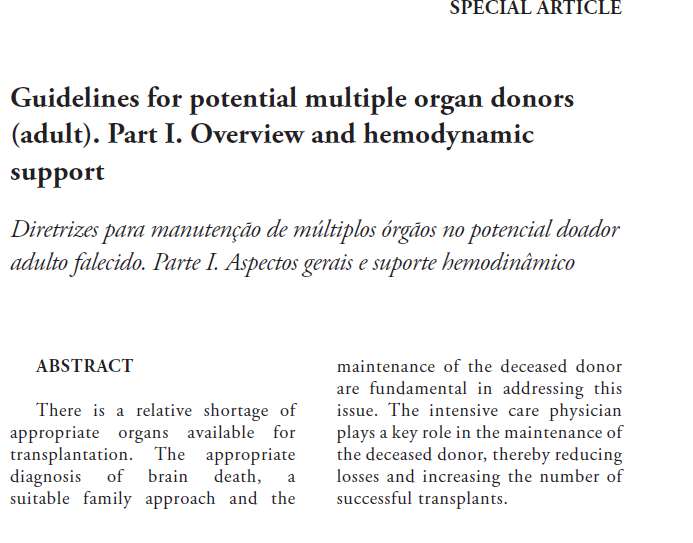 SPECIAL ARTICLE
Guidelines for potential multiple organ donors
(adult). Part I. Overview and hemodynamic
support
Diretrizes para manutenção de múltiplos órgãos no potencial doador
adulto falecido. Parte I. Aspectos gerais e suporte hemodinâmico
ABSTRACT
There is a relative shortage of
appropriate organs available for
transplantation. The appropriate
diagnosis of brain death, a
suitable family approach and the
maintenance of the deceased donor
are fundamental in addressing this
issue. The intensive care physician
plays a key role in the maintenance of
the deceased donor, thereby reducing
losses and increasing the number of
successful transplants.